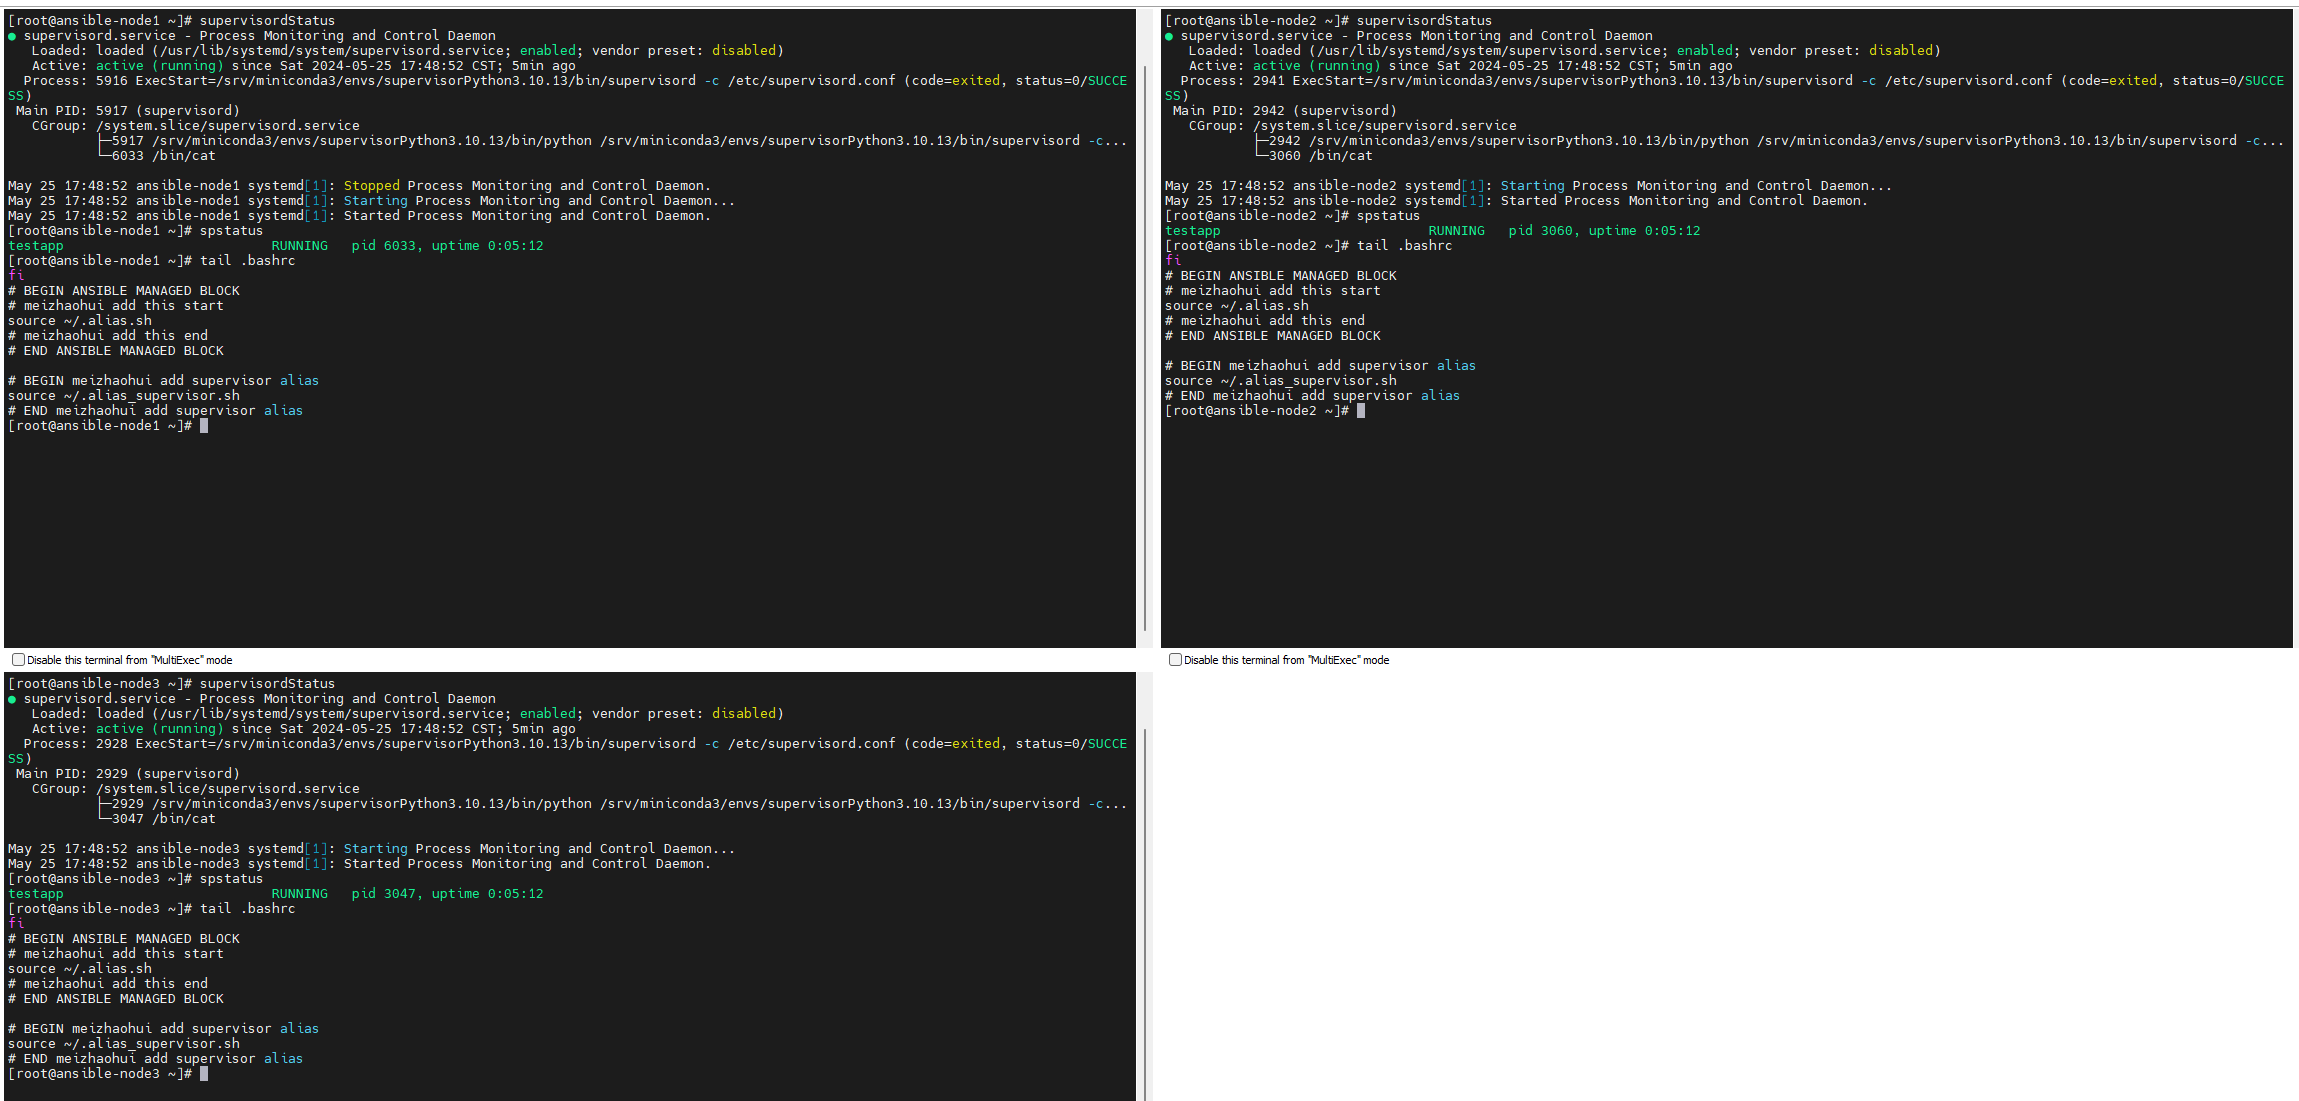 [root@ansible-node1 ~]# supervisordStatus
● supervisord.service - Process Monitoring and Control Daemon
   Loaded: loaded (/usr/lib/systemd/system/supervisord.service; enabled; vendor preset: disabled)
   Active: active (running) since Sat 2024-05-25 17:48:52 CST; 5min ago
  Process: 5916 ExecStart=/srv/miniconda3/envs/supervisorPython3.10.13/bin/supervisord -c /etc/supervisord.conf (code=exited, status=0/SUCCE
SS)
 Main PID: 5917 (supervisord)
   CGroup: /system.slice/supervisord.service
           ├─5917 /srv/miniconda3/envs/supervisorPython3.10.13/bin/python /srv/miniconda3/envs/supervisorPython3.10.13/bin/supervisord -c...
           └─6033 /bin/cat
May 25 17:48:52 ansible-node1 systemd[1]: Stopped Process Monitoring and Control Daemon.
May 25 17:48:52 ansible-node1 systemd[1]: Starting Process Monitoring and Control Daemon...
May 25 17:48:52 ansible-node1 systemd[1]: Started Process Monitoring and Control Daemon.
[root@ansible-node1 ~]# spstatus
testapp                          RUNNING   pid 6033, uptime 0:05:12
[root@ansible-node1 ~]# tail .bashrc
fi
# BEGIN ANSIBLE MANAGED BLOCK
# meizhaohui add this start
source ~/.alias.sh
# meizhaohui add this end
# END ANSIBLE MANAGED BLOCK
# BEGIN meizhaohui add supervisor alias
source ~/.alias_supervisor.sh
# END meizhaohui add supervisor alias
[root@ansible-node1 ~]#
Disable this terminal from "MultiExec" mode
[root@ansible-node2 ~]# supervisordStatus
● supervisord.service - Process Monitoring and Control Daemon
   Loaded: loaded (/usr/lib/systemd/system/supervisord.service; enabled; vendor preset: disabled)
   Active: active (running) since Sat 2024-05-25 17:48:52 CST; 5min ago
  Process: 2941 ExecStart=/srv/miniconda3/envs/supervisorPython3.10.13/bin/supervisord -c /etc/supervisord.conf (code=exited, status=0/SUCCE
SS)
 Main PID: 2942 (supervisord)
   CGroup: /system.slice/supervisord.service
           ├─2942 /srv/miniconda3/envs/supervisorPython3.10.13/bin/python /srv/miniconda3/envs/supervisorPython3.10.13/bin/supervisord -c...
           └─3060 /bin/cat
May 25 17:48:52 ansible-node2 systemd[1]: Starting Process Monitoring and Control Daemon...
May 25 17:48:52 ansible-node2 systemd[1]: Started Process Monitoring and Control Daemon.
[root@ansible-node2 ~]# spstatus
testapp                          RUNNING   pid 3060, uptime 0:05:12
[root@ansible-node2 ~]# tail .bashrc
fi
# BEGIN ANSIBLE MANAGED BLOCK
# meizhaohui add this start
source ~/.alias.sh
# meizhaohui add this end
# END ANSIBLE MANAGED BLOCK
# BEGIN meizhaohui add supervisor alias
source ~/.alias_supervisor.sh
# END meizhaohui add supervisor alias
[root@ansible-node2 ~]#
Disable this terminal from "MultiExec" mode
[root@ansible-node3 ~]# supervisordStatus
● supervisord.service - Process Monitoring and Control Daemon
   Loaded: loaded (/usr/lib/systemd/system/supervisord.service; enabled; vendor preset: disabled)
   Active: active (running) since Sat 2024-05-25 17:48:52 CST; 5min ago
  Process: 2928 ExecStart=/srv/miniconda3/envs/supervisorPython3.10.13/bin/supervisord -c /etc/supervisord.conf (code=exited, status=0/SUCCE
SS)
 Main PID: 2929 (supervisord)
   CGroup: /system.slice/supervisord.service
           ├─2929 /srv/miniconda3/envs/supervisorPython3.10.13/bin/python /srv/miniconda3/envs/supervisorPython3.10.13/bin/supervisord -c...
           └─3047 /bin/cat
May 25 17:48:52 ansible-node3 systemd[1]: Starting Process Monitoring and Control Daemon...
May 25 17:48:52 ansible-node3 systemd[1]: Started Process Monitoring and Control Daemon.
[root@ansible-node3 ~]# spstatus
testapp                          RUNNING   pid 3047, uptime 0:05:12
[root@ansible-node3 ~]# tail .bashrc
fi
# BEGIN ANSIBLE MANAGED BLOCK
# meizhaohui add this start
source ~/.alias.sh
# meizhaohui add this end
# END ANSIBLE MANAGED BLOCK
# BEGIN meizhaohui add supervisor alias
source ~/.alias_supervisor.sh
# END meizhaohui add supervisor alias
[root@ansible-node3 ~]#